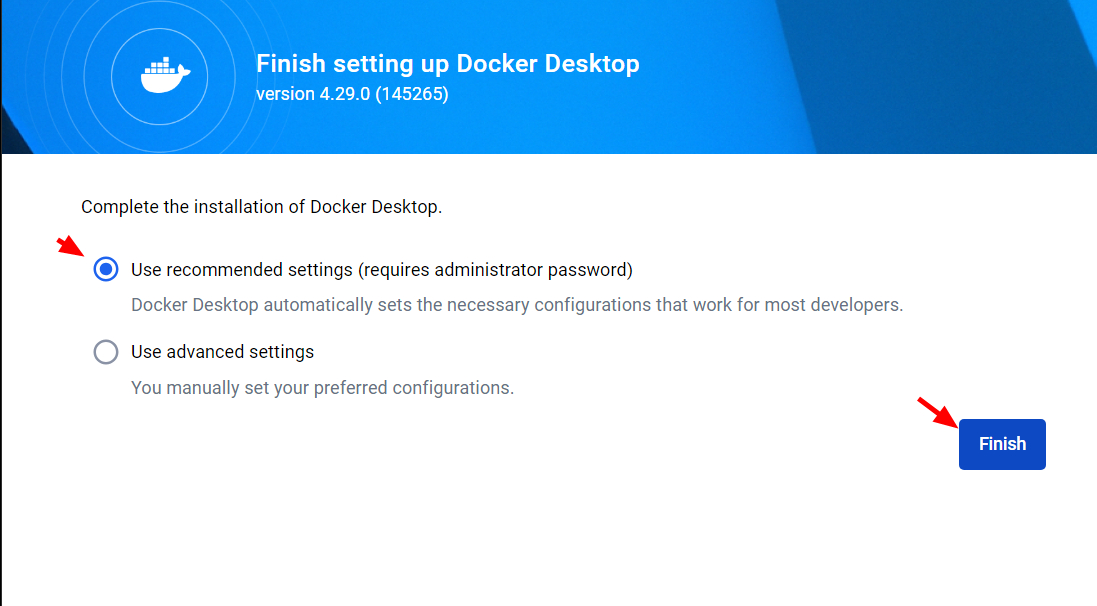 Finish setting up Docker Desktop
version 4.29.0 (145265)
Complete the installation of Docker Desktop.
Use recommended settings (requires administrator password)
Docker Desktop automatically sets the necessary configurations that work for most developers.
Use advanced settings
You manually set your preferred configurations.
Finish